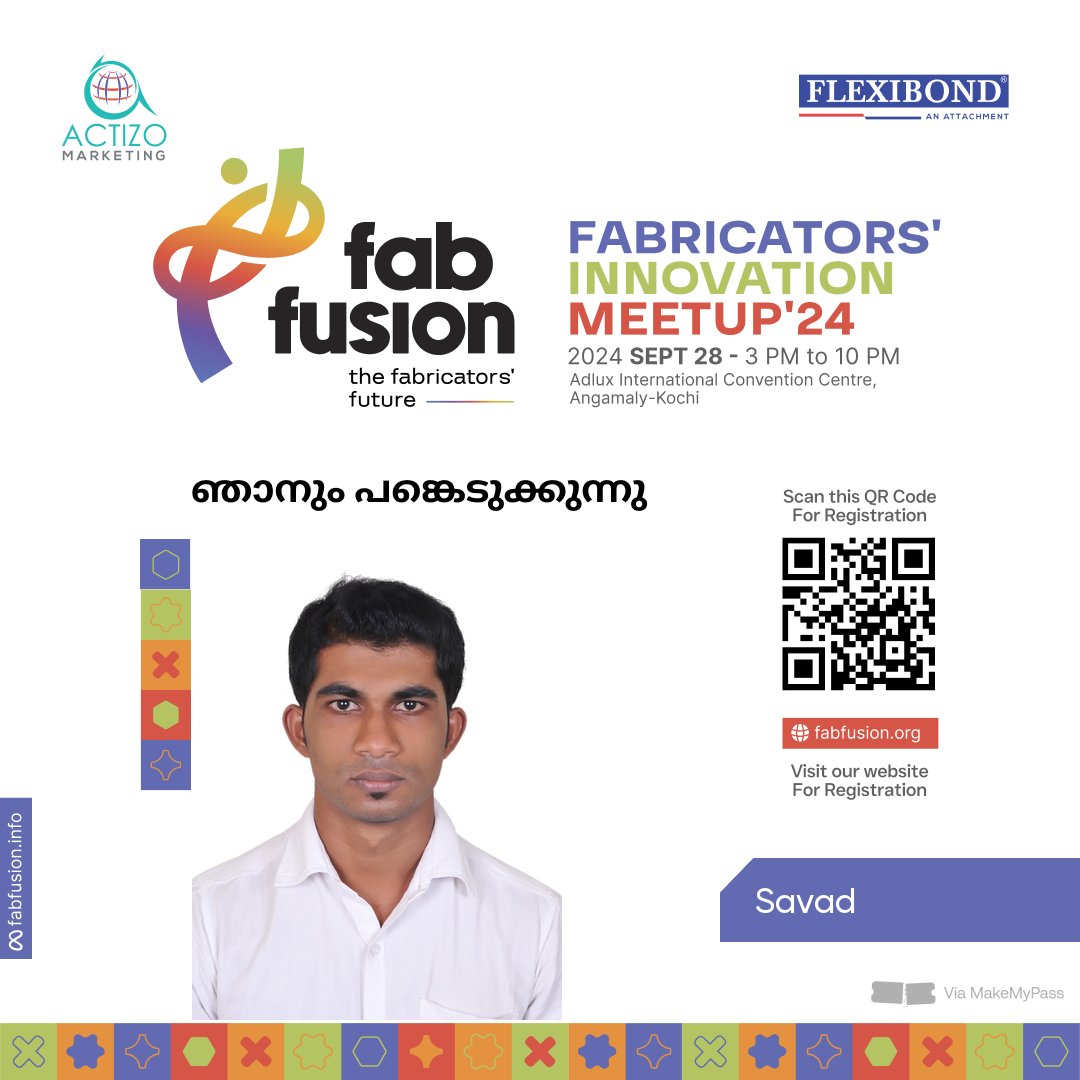 ACTIZO
MARKETING
FLEXIBOND®
AN ATTACHMENT
fab
fusion
the fabricators'
future
FABRICATORS'
INNOVATION
MEETUP'24
2024 SEPT 28 - 3 PM to 10 PM
Adlux International Convention Centre,
Angamaly-Kochi
ഞാനും പങ്കെടുക്കുന്നു
Scan this QR Code
For Registration
fabfusion.org
Visit our website
For Registration
fabfusion.info
Savad
Via MakeMyPass